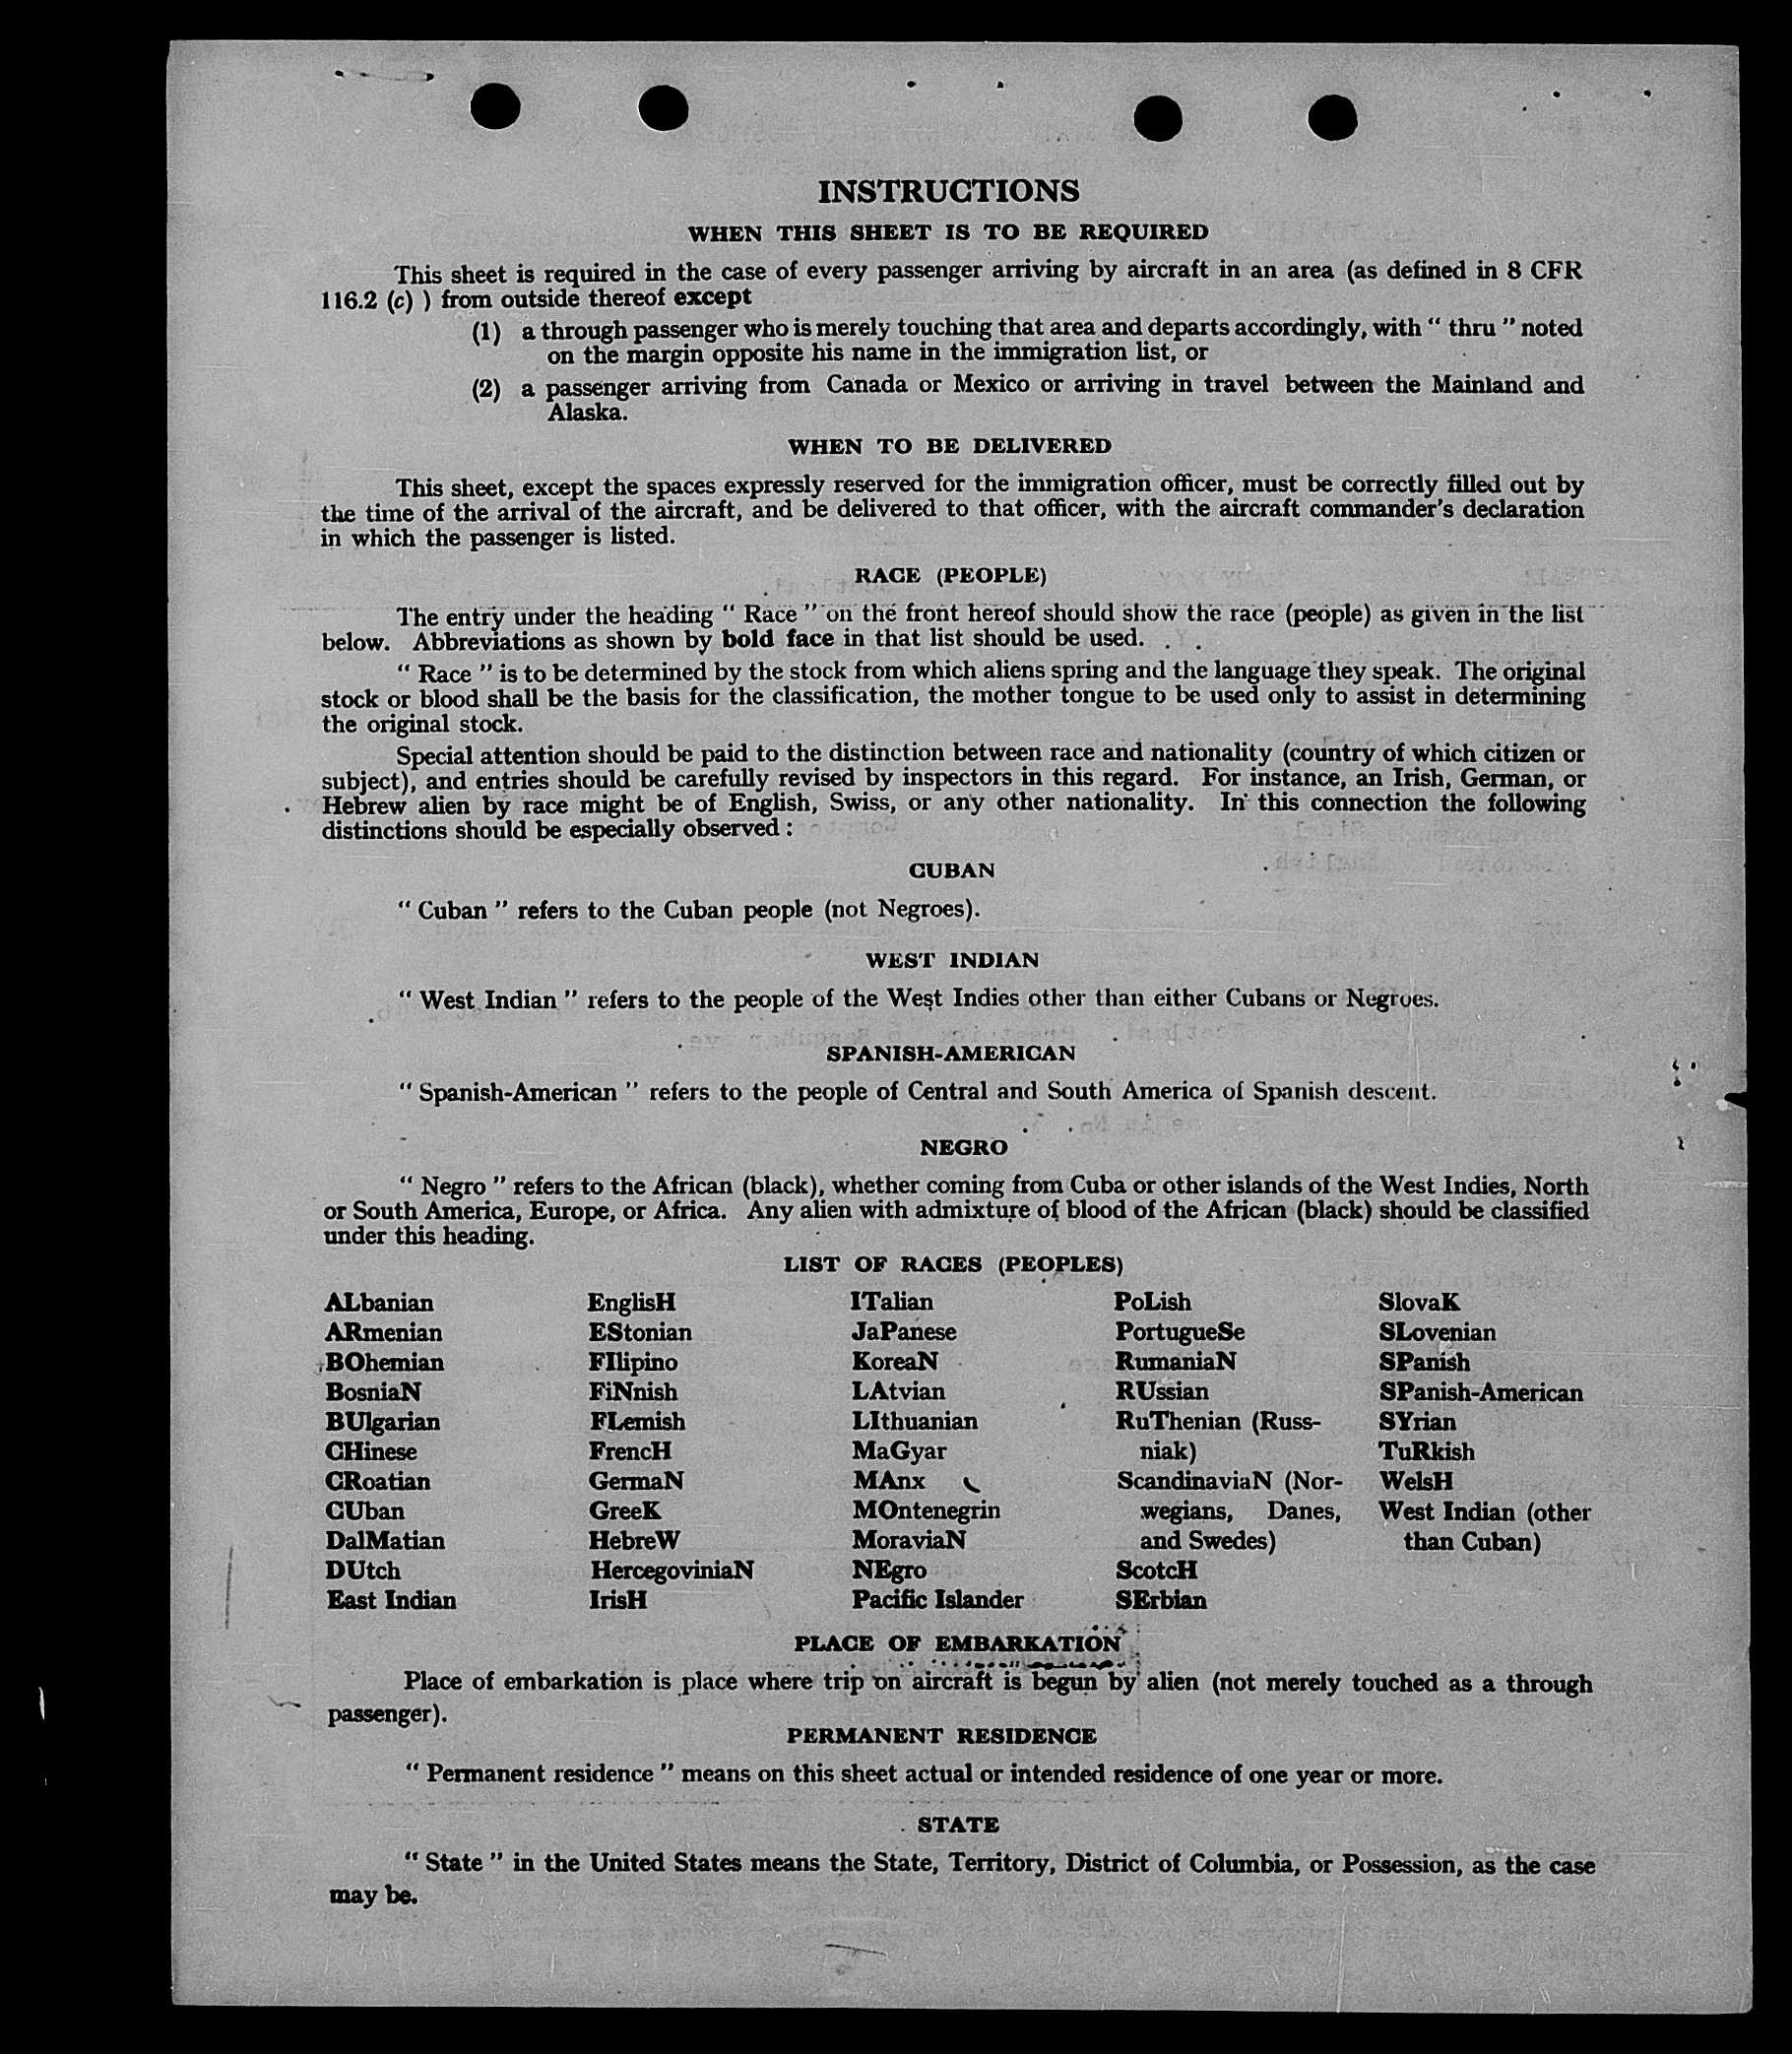 INSTRUCTIONS
WHEN THIS SHEET IS TO BE REQUIRED
This sheet is required in the case of every passenger arriving by aircraft in an area (as defined in 8 CFR
116.2 (c) ) from outside thereof except
(1) a through passenger who is merely touching that area and departs accordingly, with “ thru ” noted
on the margin opposite his name in the immigration list, or
(2) a passenger arriving from Canada or Mexico or arriving in travel between the Mainland and
Alaska.
WHEN TO BE DELIVERED
This sheet, except the spaces expressly reserved for the immigration officer, must be correctly filled out by
the time of the arrival of the aircraft, and be delivered to that officer, with the aircraft commander's declaration
in which the passenger is listed.
RACE (PEOPLE)
The entry under the heading “ Race ” on the front hereof should show the race (people) as given in the list
below. Abbreviations as shown by bold face in that list should be used.
“ Race ” is to be determined by the stock from which aliens spring and the language they speak. The original
stock or blood shall be the basis for the classification, the mother tongue to be used only to assist in determining
the original stock.
Special attention should be paid to the distinction between race and nationality (country of which citizen or
subject), and entries should be carefully revised by inspectors in this regard. For instance, an Irish, German, or
Hebrew alien by race might be of English, Swiss, or any other nationality. In this connection the following
distinctions should be especially observed :
CUBAN
“ Cuban ” refers to the Cuban people (not Negroes).
WEST INDIAN
“ West Indian ” refers to the people of the West Indies other than either Cubans or Negroes.
SPANISH-AMERICAN
“ Spanish-American ” refers to the people of Central and South America of Spanish descent.
NEGRO
“ Negro ” refers to the African (black), whether coming from Cuba or other islands of the West Indies, North
or South America, Europe, or Africa. Any alien with admixture of blood of the African (black) should be classified
under this heading.
LIST OF RACES (PEOPLES)
ALbanian
ARmenian
BOhemian
BosniaN
BUlgarian
CHinese
CRoatian
CUban
DalMatian
DUtch
East Indian
EnglisH
EStonian
FIlipino
FiNnish
FLemish
FrencH
GermaN
GreeK
HebreW
HercegoviniaN
IrisH
ITalian
JaPanese
KoreaN
LAtvian
LIthuanian
MaGyar
MAnx
MOntenegrin
MoraviaN
NEgro
Pacific Islander
PoLish
PortugueSe
RumaniaN
RUssian
RuThenian (Russ-
niak)
ScandinaviaN (Nor-
wegians, Danes,
and Swedes)
ScotcH
SErbian
SlovaK
SLovenian
SPanish
SPanish-American
SYrian
TuRkish
WelsH
West Indian (other
than Cuban)
PLACE OF EMBARKATION
Place of embarkation is place where trip on aircraft is begun by alien (not merely touched as a through
passenger).
PERMANENT RESIDENCE
“ Permanent residence ” means on this sheet actual or intended residence of one year or more.
STATE
“ State ” in the United States means the State, Territory, District of Columbia, or Possession, as the case
may be.